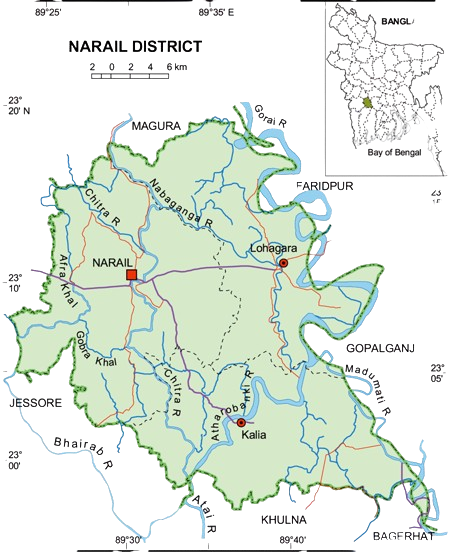 89°25'
89°35' E
NARAIL DISTRICT
2 0 2 4 6 km
BANGL
Bay of Bengal
23°
20' N
MAGURA
Gorai R
FARIDPUR
23
Chitra R
Nabaganga R
Lohagara
NARAIL
Afra Khal
23°
10'
Gobra Khal
GOPALGANJ
23°
05'
Madumati R
Chitra R
Atharobanki R
JESSORE
Kalia
Bhairab R
23°
00'
Atai R
KHULNA
BAGERHAT
89°30'
89°40'